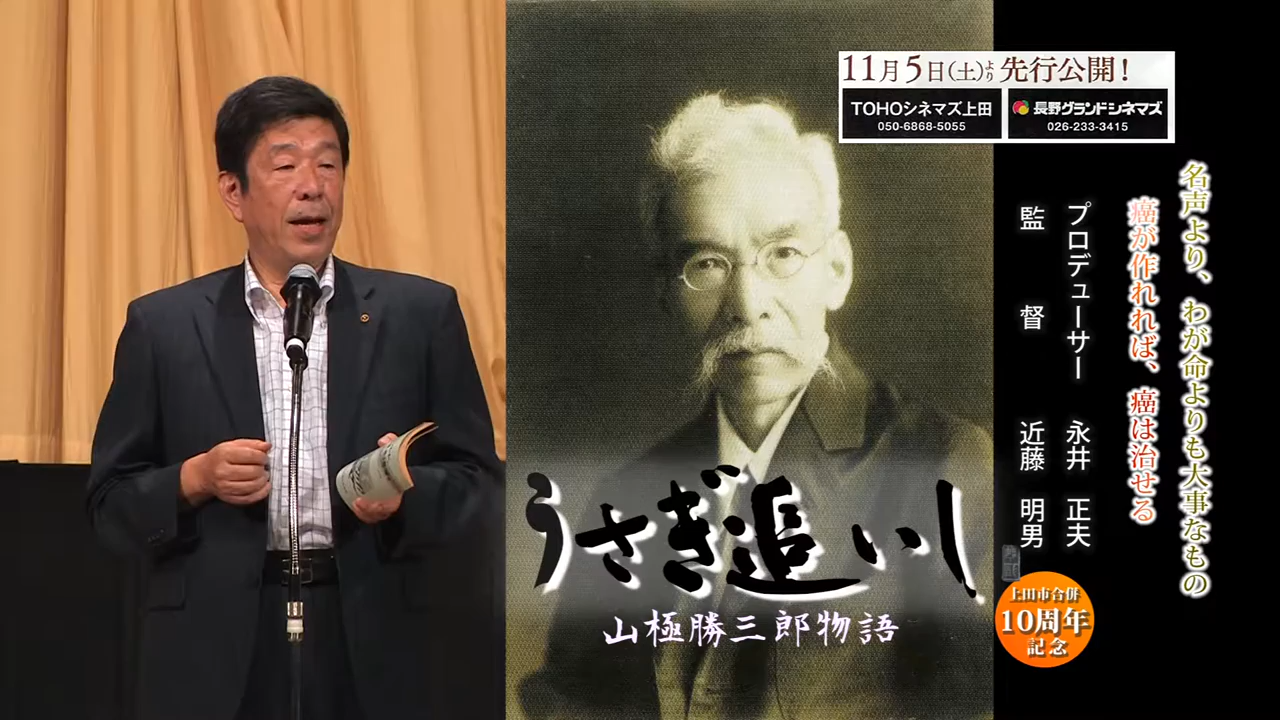 11月5日(土)より先行公開!
TOHOシネマズ上田
050-6868-5055
長野グランドシネマズ
026-233-3415
名声より、わが命よりも大事なもの
癌が作れれば、癌は治せる
プロデューサー 永井 正夫
監督 近藤 明男
うさぎ追いし
山極勝三郎物語
上田市合併
10周年
記念